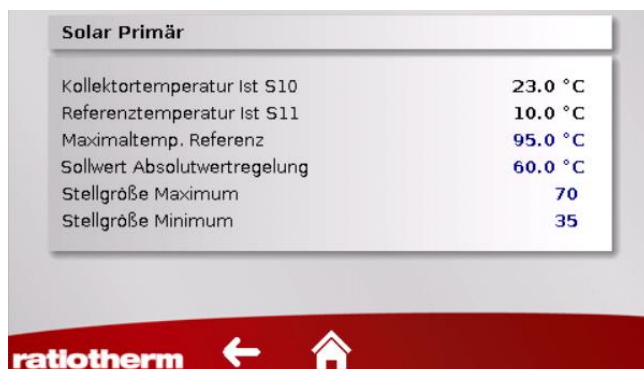 Solar Primär
Kollektortemperatur Ist S10 23.0 °C
Referenztemperatur Ist S11 10.0 °C
Maximaltemp. Referenz 95.0 °C
Sollwert Absolutwertregelung 60.0 °C
Stellgröße Maximum 70
Stellgröße Minimum 35
ratiotherm